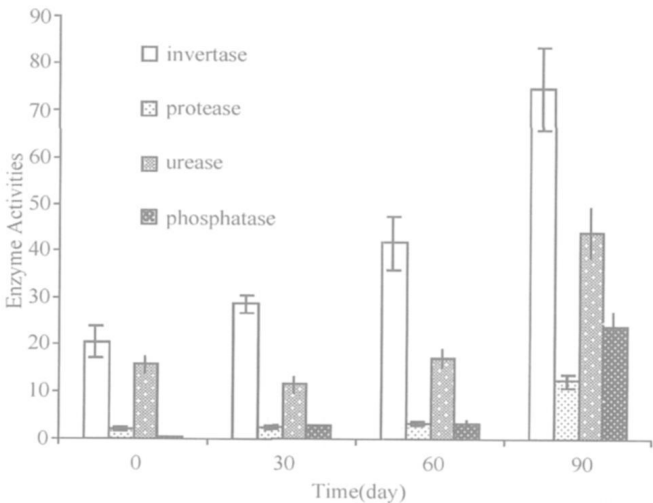 90
80
70
60
50
40
30
20
10
0
Enzyme Activities
invertase
protease
urease
phosphatase
0 30 60 90
Time(day)